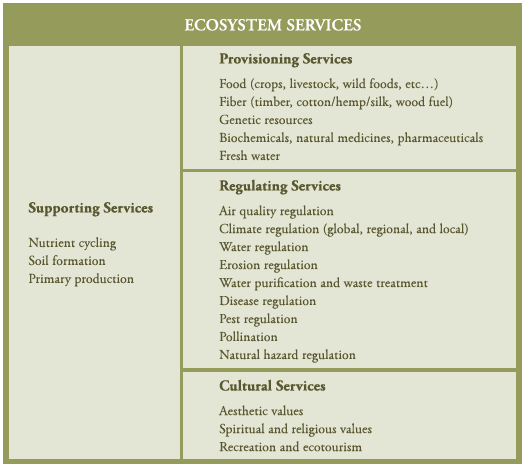 ECOSYSTEM SERVICES
Supporting Services
Nutrient cycling
Soil formation
Primary production
Provisioning Services
Food (crops, livestock, wild foods, etc…)
Fiber (timber, cotton/hemp/silk, wood fuel)
Genetic resources
Biochemicals, natural medicines, pharmaceuticals
Fresh water
Regulating Services
Air quality regulation
Climate regulation (global, regional, and local)
Water regulation
Erosion regulation
Water purification and waste treatment
Disease regulation
Pest regulation
Pollination
Natural hazard regulation
Cultural Services
Aesthetic values
Spiritual and religious values
Recreation and ecotourism